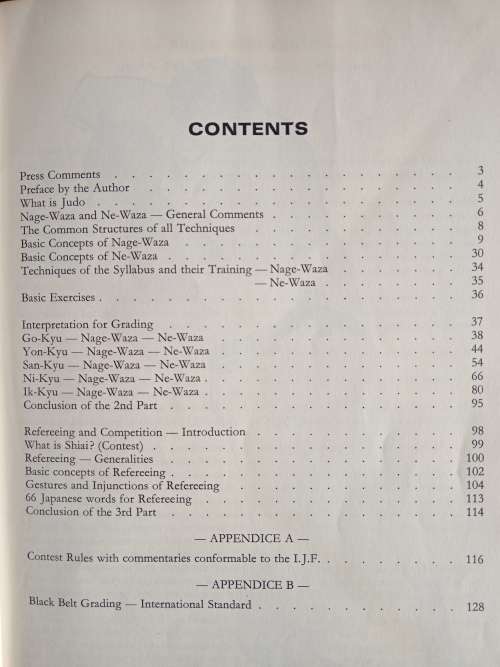 CONTENTS
Press Comments . . . . . . . . . . . . . . . . . . . . . . . . 3
Preface by the Author . . . . . . . . . . . . . . . . . . . . . . 4
What is Judo . . . . . . . . . . . . . . . . . . . . . . . . . 5
Nage-Waza and Ne-Waza — General Comments . . . . . . . . . . . . . 6
The Common Structures of all Techniques . . . . . . . . . . . . . . 8
Basic Concepts of Nage-Waza . . . . . . . . . . . . . . . . . . . 9
Basic Concepts of Ne-Waza . . . . . . . . . . . . . . . . . . . . 30
Techniques of the Syllabus and their Training — Nage-Waza . . . . . . . . 34
— Ne-Waza . . . . . . . . . 35
Basic Exercises . . . . . . . . . . . . . . . . . . . . . . . . 36
Interpretation for Grading . . . . . . . . . . . . . . . . . . . . 37
Go-Kyu — Nage-Waza — Ne-Waza . . . . . . . . . . . . . . . . . 38
Yon-Kyu — Nage-Waza — Ne-Waza . . . . . . . . . . . . . . . . . 44
San-Kyu — Nage-Waza — Ne-Waza . . . . . . . . . . . . . . . . . 54
Ni-Kyu — Nage-Waza — Ne-Waza . . . . . . . . . . . . . . . . . . 66
Ik-Kyu — Nage-Waza — Ne-Waza . . . . . . . . . . . . . . . . . . 80
Conclusion of the 2nd Part . . . . . . . . . . . . . . . . . . . . 95
Refereeing and Competition — Introduction . . . . . . . . . . . . . . 98
What is Shiai? (Contest) . . . . . . . . . . . . . . . . . . . . . 99
Refereeing — Generalities . . . . . . . . . . . . . . . . . . . . 100
Basic concepts of Refereeing . . . . . . . . . . . . . . . . . . . 102
Gestures and Injunctions of Refereeing . . . . . . . . . . . . . . . 104
66 Japanese words for Refereeing . . . . . . . . . . . . . . . . . 113
Conclusion of the 3rd Part . . . . . . . . . . . . . . . . . . . . 114
— APPENDICE A —
Contest Rules with commentaries conformable to the I.J.F. . . . . . . . . 116
— APPENDICE B —
Black Belt Grading — International Standard . . . . . . . . . . . . . 128